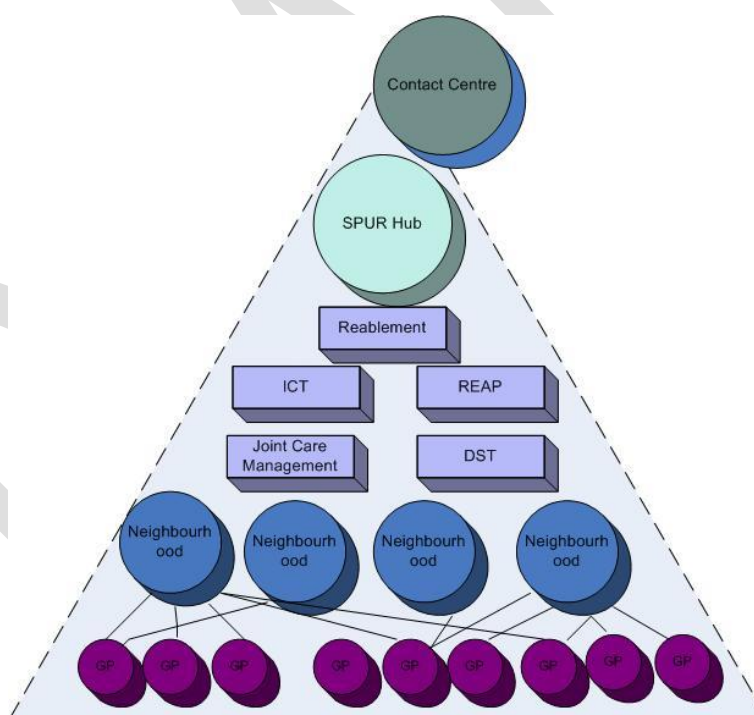 Contact Centre
SPUR Hub
Reablement
ICT
REAP
Joint Care
Management
DST
Neighbourh
ood
Neighbourh
ood
Neighbourh
ood
Neighbourh
ood
GP
GP
GP
GP
GP
GP
GP
GP
GP